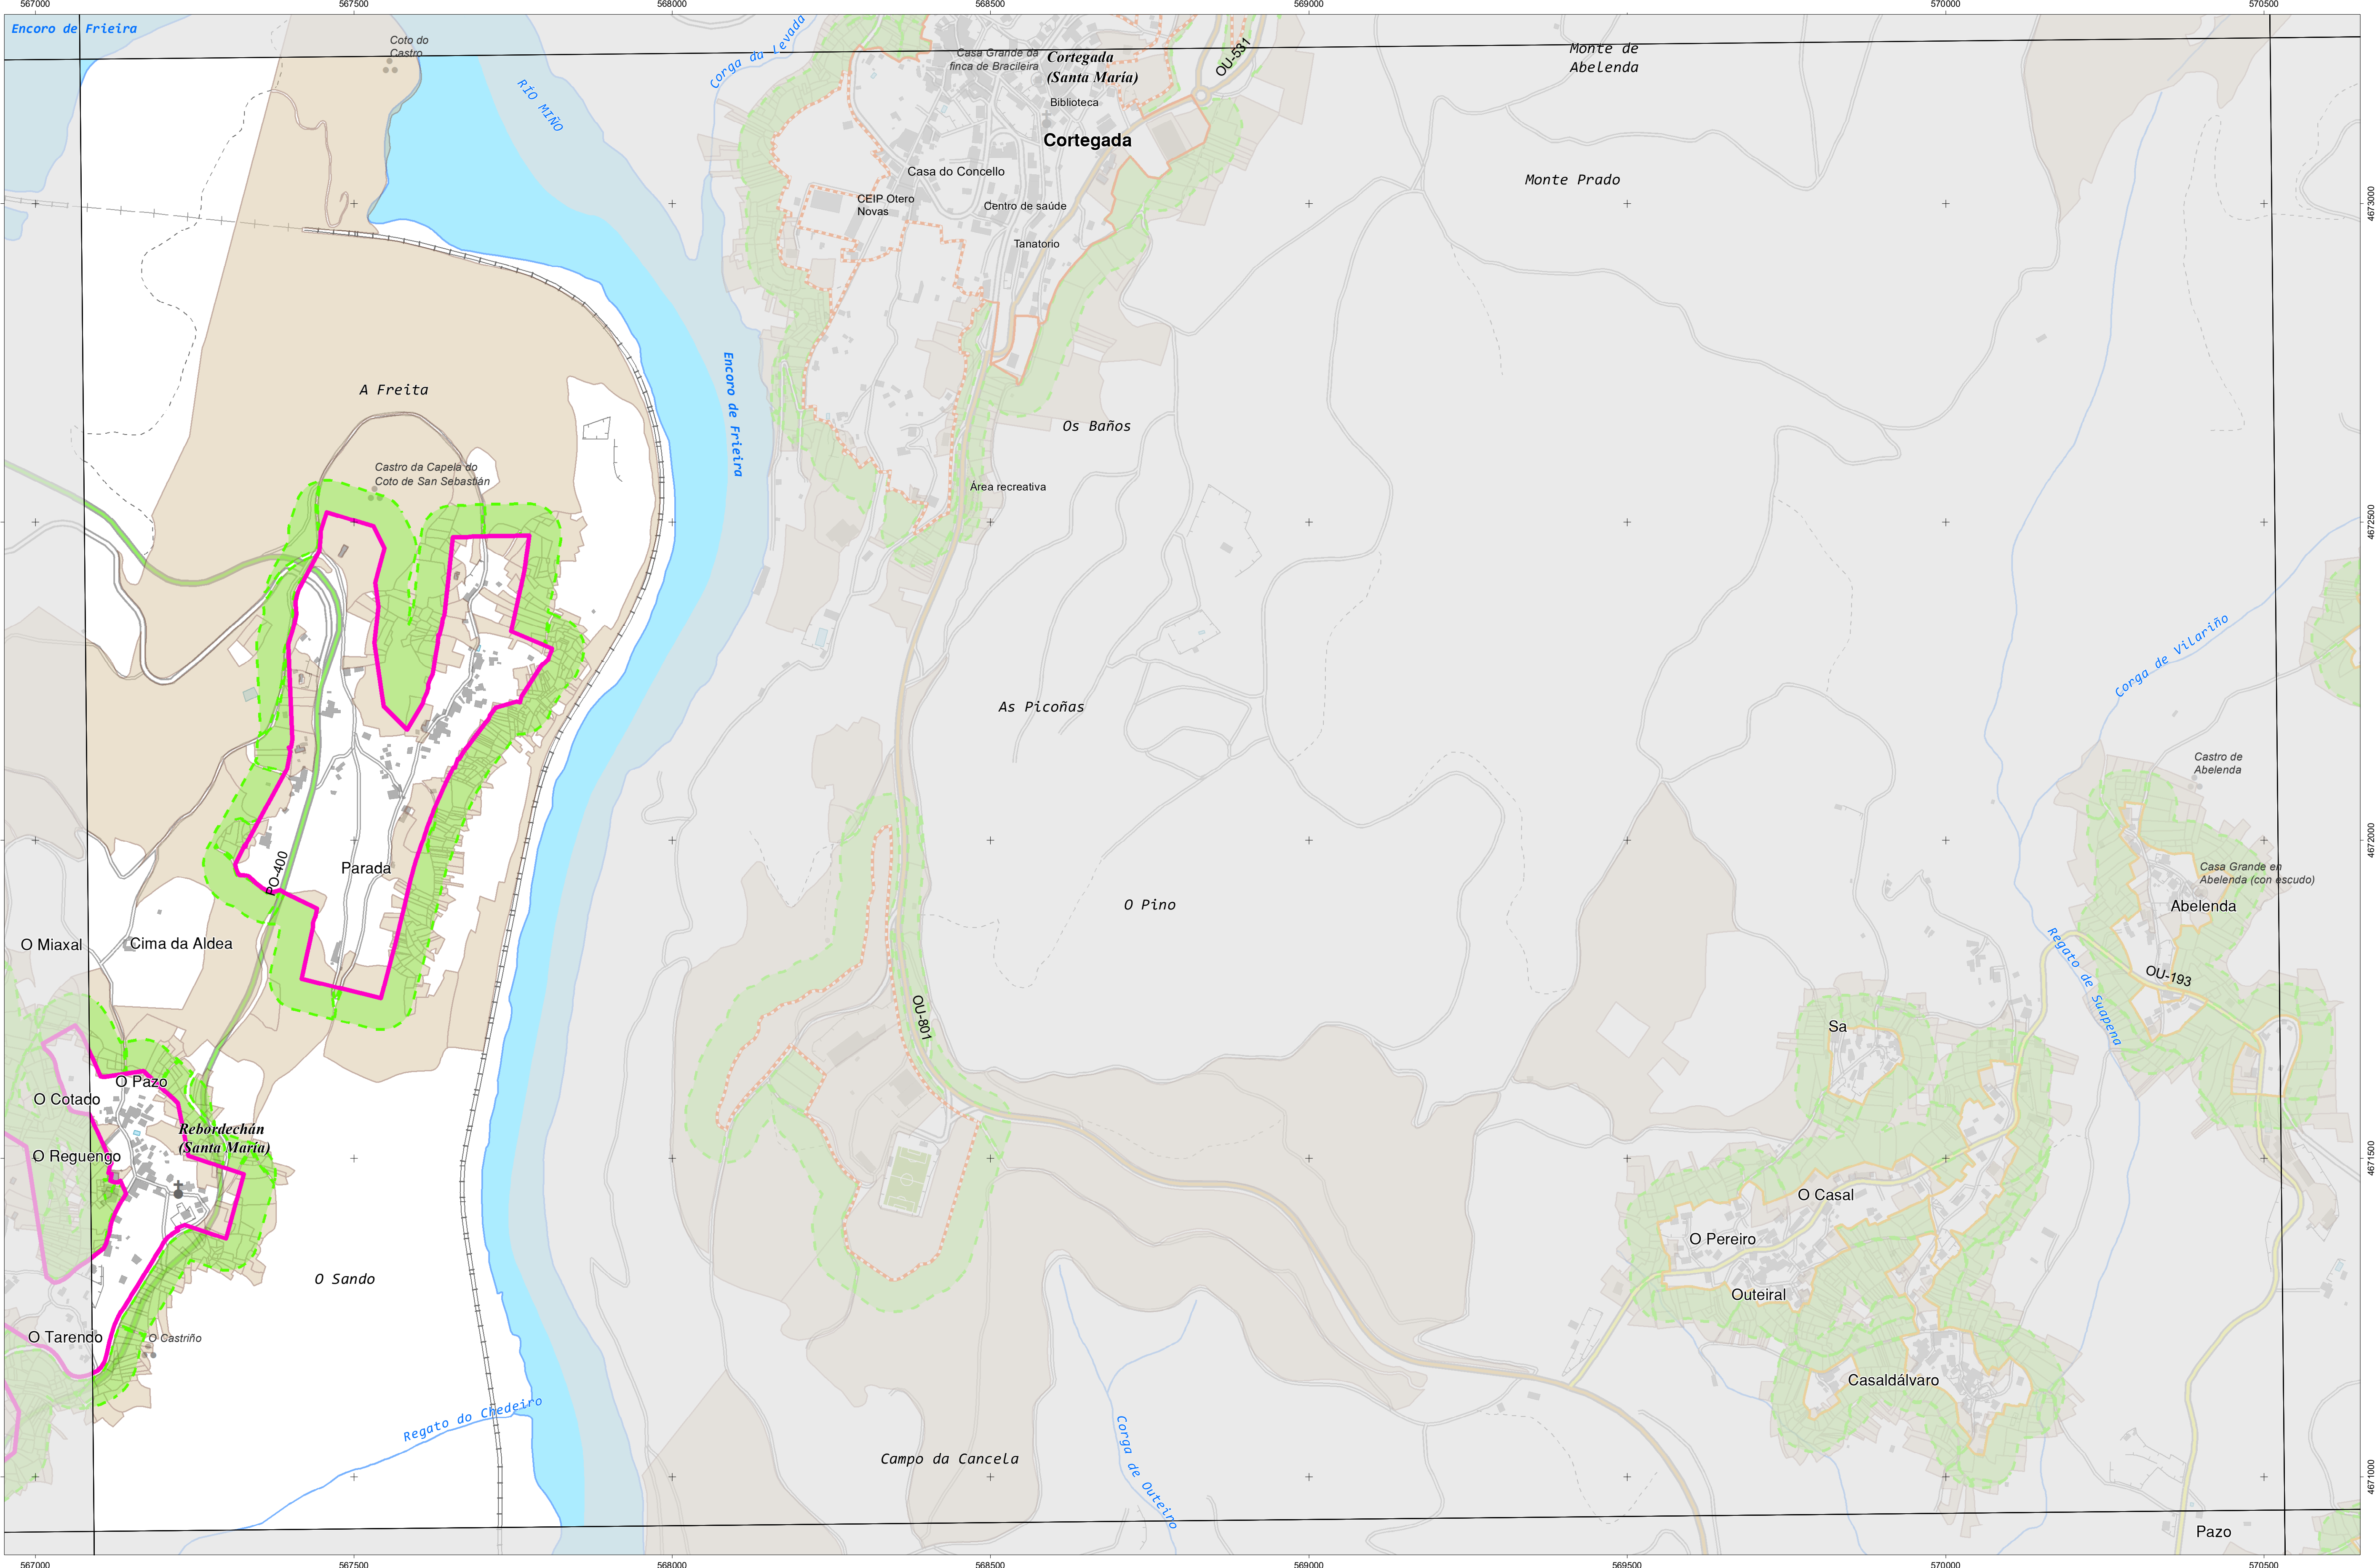 567000
567500
568000
568500
569000
570000
570500
Encoro de Frieira
Coto do
Castro
RÍO MIÑO
Corga da Levada
Casa Grande da
finca de Bracileira
Cortegada
(Santa María)
OU-531
Monte de
Abelenda
Biblioteca
Cortegada
Casa do Concello
Monte Prado
CEIP Otero
Novas
Centro de saúde
4673000
Tanatorio
A Freita
Encoro de Frieira
Os Baños
Castro da Capela do
Coto de San Sebastián
Área recreativa
4672500
Corga de Vilariño
As Picoñas
Castro de
Abelenda
4672000
PO-400
Parada
Casa Grande en
Abelenda (con escudo)
O Pino
Abelenda
O Miaxal
Cima da Aldea
Regato de Suapena
OU-193
OU-801
Sa
O Pazo
O Cotado
Rebordechán
(Santa María)
O Reguengo
4671500
O Casal
O Pereiro
O Sando
Outeiral
O Tarendo
O Castriño
Casaldálvaro
Regato do Chedeiro
Corga de Outeiro
Campo da Cancela
4671000
Pazo
567000
567500
568000
568500
569000
569500
570000
570500